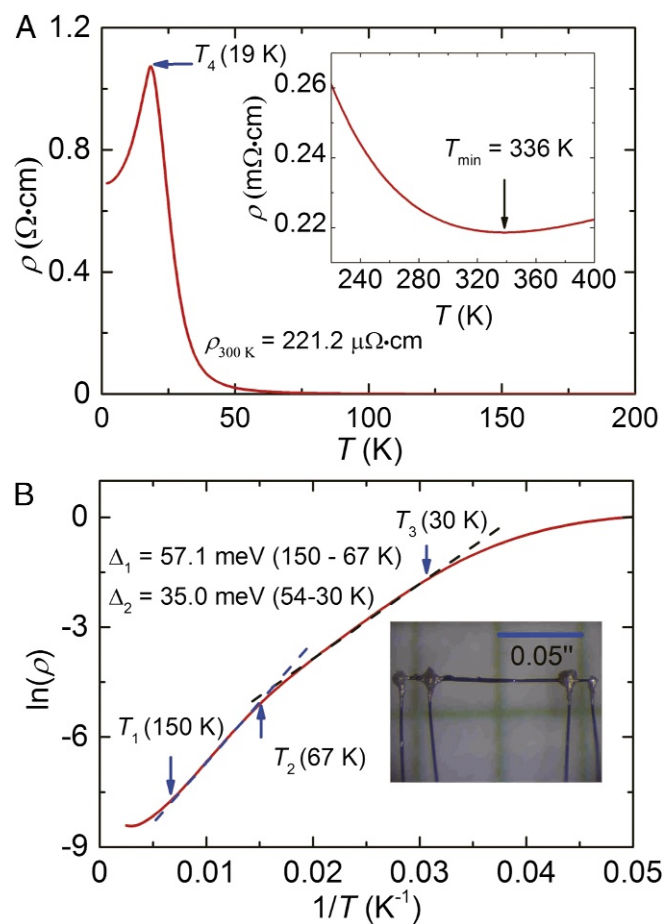 A
1.2
T4 (19 K)
0.26
Tmin = 336 K
0.8
ρ (mΩ•cm)
0.24
ρ (Ω•cm)
0.22
0.4
240 280 320 360 400
T (K)
ρ300 K = 221.2 μΩ•cm
0
0 50 100 150 200
T (K)
B
0
T3 (30 K)
Δ1 = 57.1 meV (150 - 67 K)
Δ2 = 35.0 meV (54-30 K)
-3
ln(ρ)
0.05"
T1 (150 K)
-6
T2 (67 K)
-9
0 0.01 0.02 0.03 0.04 0.05
1/T (K-1)